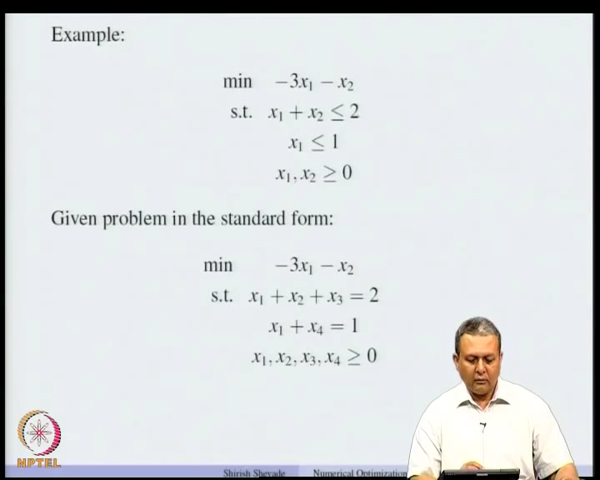 Example:
min −3x₁ − x₂
s.t. x₁ + x₂ ≤ 2
x₁ ≤ 1
x₁, x₂ ≥ 0
Given problem in the standard form:
min −3x₁ − x₂
s.t. x₁ + x₂ + x₃ = 2
x₁ + x₄ = 1
x₁, x₂, x₃, x₄ ≥ 0
NPTEL
Shirish Shevade Numerical Optimization